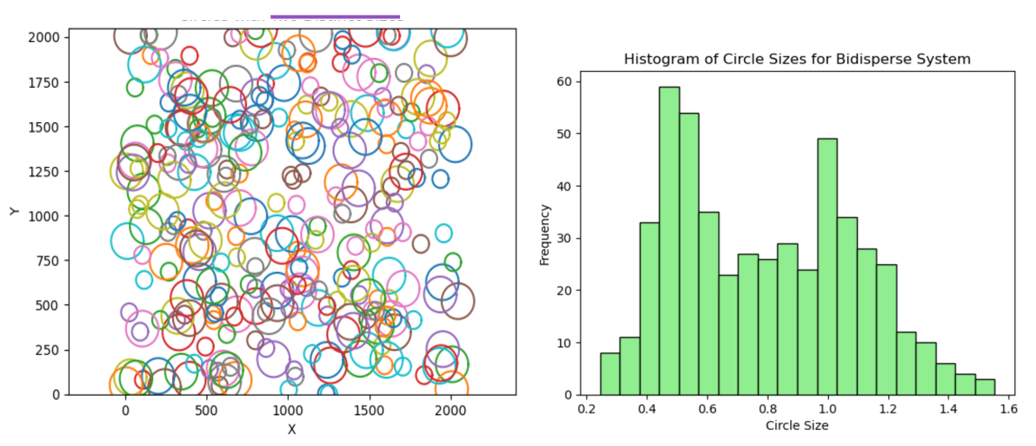 2000
1750
1500
1250
1000
750
500
250
0
Y
0 500 1000 1500 2000
X
Histogram of Circle Sizes for Bidisperse System
60
50
40
30
20
10
0
Frequency
0.2 0.4 0.6 0.8 1.0 1.2 1.4 1.6
Circle Size